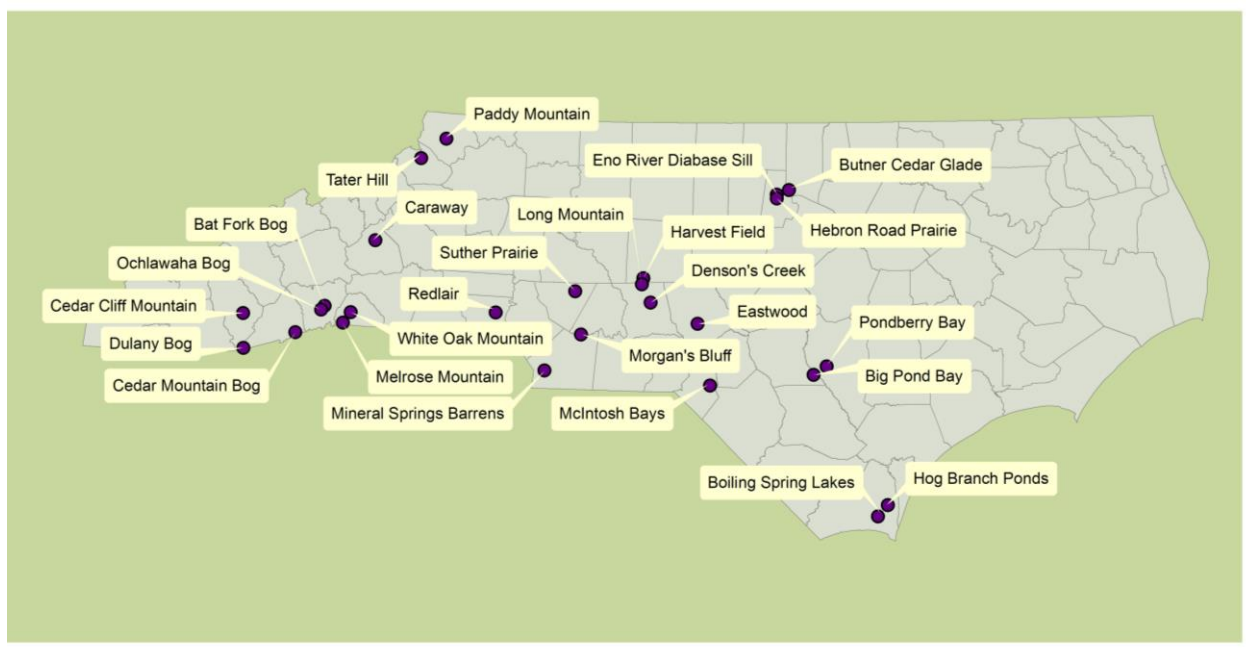 Paddy Mountain
Eno River Diabase Sill
Butner Cedar Glade
Tater Hill
Caraway
Long Mountain
Bat Fork Bog
Harvest Field
Hebron Road Prairie
Suther Prairie
Ochlawaha Bog
Denson's Creek
Redlair
Cedar Cliff Mountain
Eastwood
Pondberry Bay
White Oak Mountain
Dulany Bog
Morgan's Bluff
Melrose Mountain
Big Pond Bay
Cedar Mountain Bog
Mineral Springs Barrens
McIntosh Bays
Boiling Spring Lakes
Hog Branch Ponds